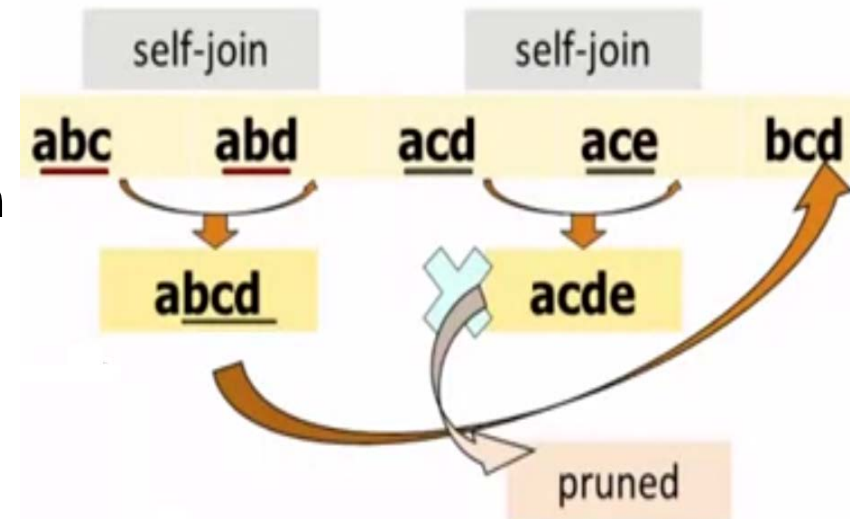 self-join self-join
abc abd acd ace bcd
abcd acde
pruned